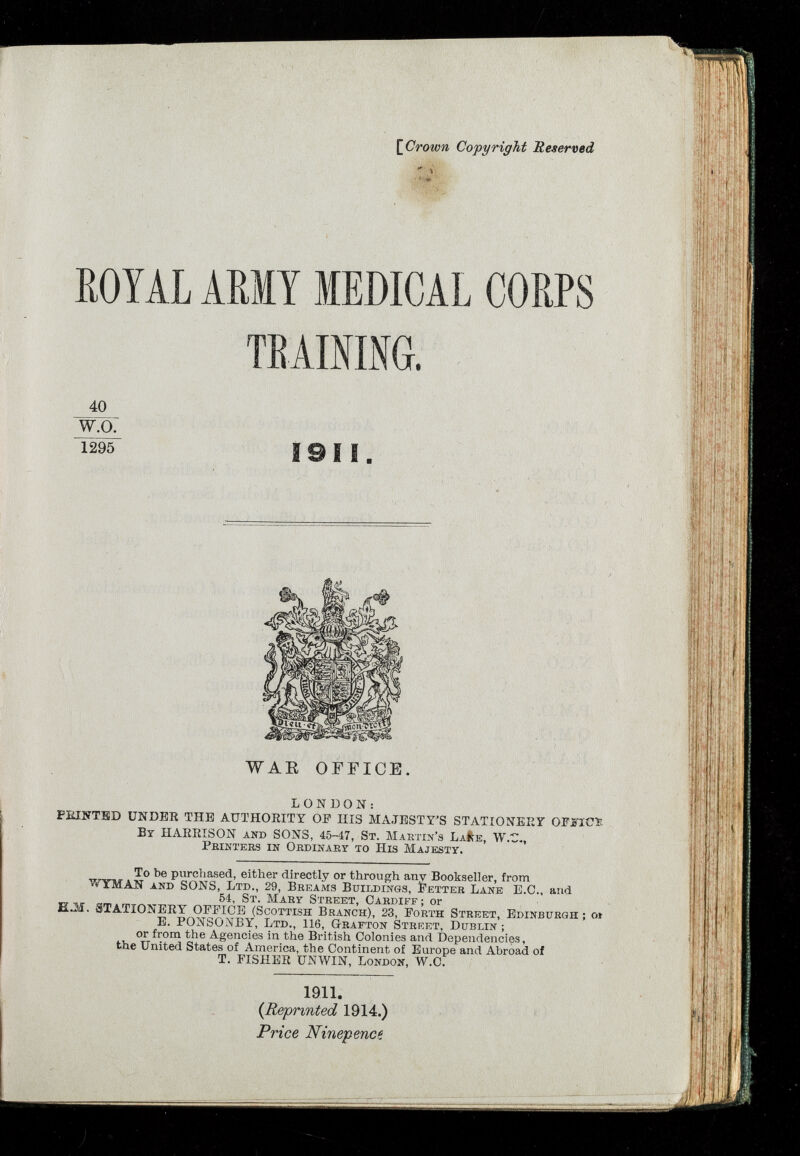 [Crown Copyright Reserved
ROYAL ARMY MEDICAL CORPS
TRAINING.
40
W.O.
1295
1911.
DIEU ET MON DROIT
WAR OFFICE.
LONDON:
PRINTED UNDER THE AUTHORITY OF HIS MAJESTY'S STATIONERY OFFICE
By HARRISON AND SONS, 45-47, St. Martin's Lane, W.C.,
Printers in Ordinary to His Majesty.
To be purchased, either directly or through any Bookseller, from
WYMAN AND SONS, Ltd., 29, Breams Buildings, Fetter Lane E.C., and
54, St. Mary Street, Cardiff; or
H.M. STATIONERY OFFICE (Scottish Branch), 23, Forth Street, Edinburgh; or
E. PONSONBY, Ltd., 116, Grafton Street, Dublin;
or from the Agencies in the British Colonies and Dependencies,
the United States of America, the Continent of Europe and Abroad of
T. FISHER UNWIN, London, W.C.
1911.
(Reprinted 1914.)
Price Ninepence